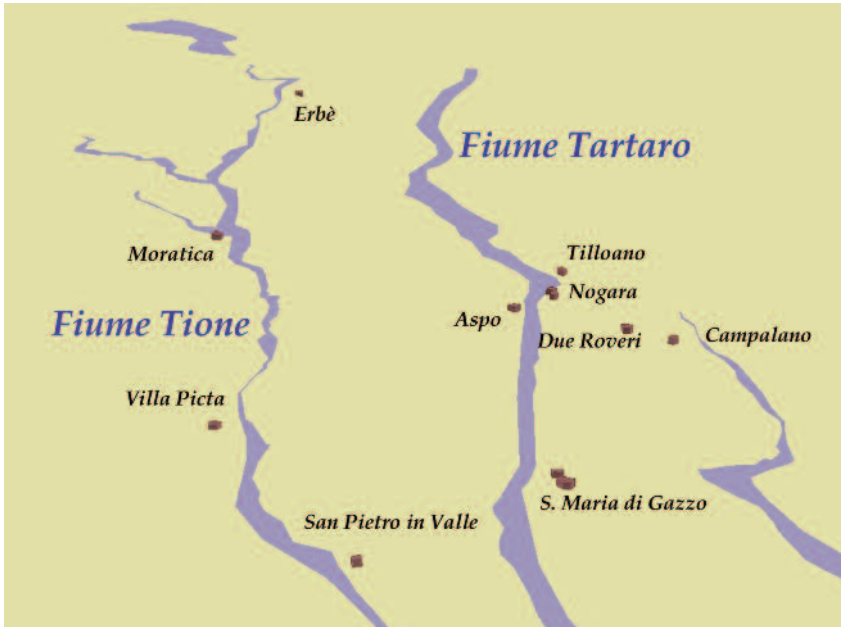 Erbè
Fiume Tartaro
Moratica
Tilloano
Nogara
Aspo
Fiume Tione
Due Roveri
Campalano
Villa Picta
S. Maria di Gazzo
San Pietro in Valle